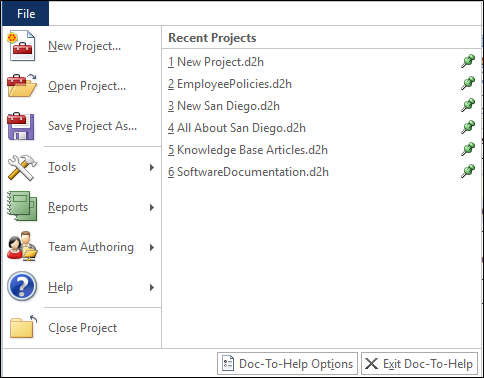 File
New Project...
Open Project...
Save Project As...
Tools
Reports
Team Authoring
Help
Close Project
Recent Projects
1 New Project.d2h
2 EmployeePolicies.d2h
3 New San Diego.d2h
4 All About San Diego.d2h
5 Knowledge Base Articles.d2h
6 SoftwareDocumentation.d2h
Doc-To-Help Options
Exit Doc-To-Help